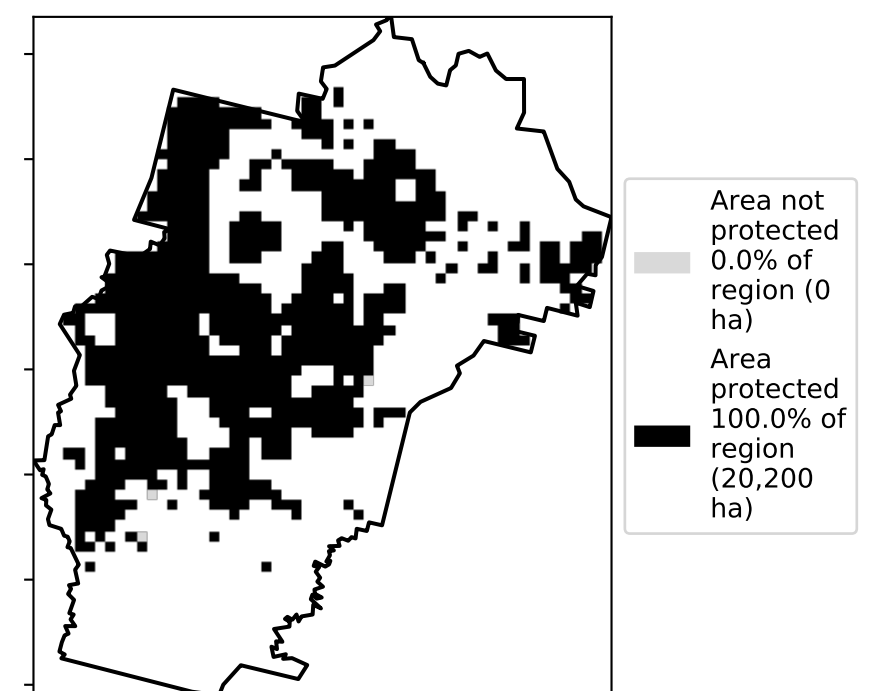 Area not
protected
0.0% of
region (0
ha)
Area
protected
100.0% of
region
(20,200
ha)